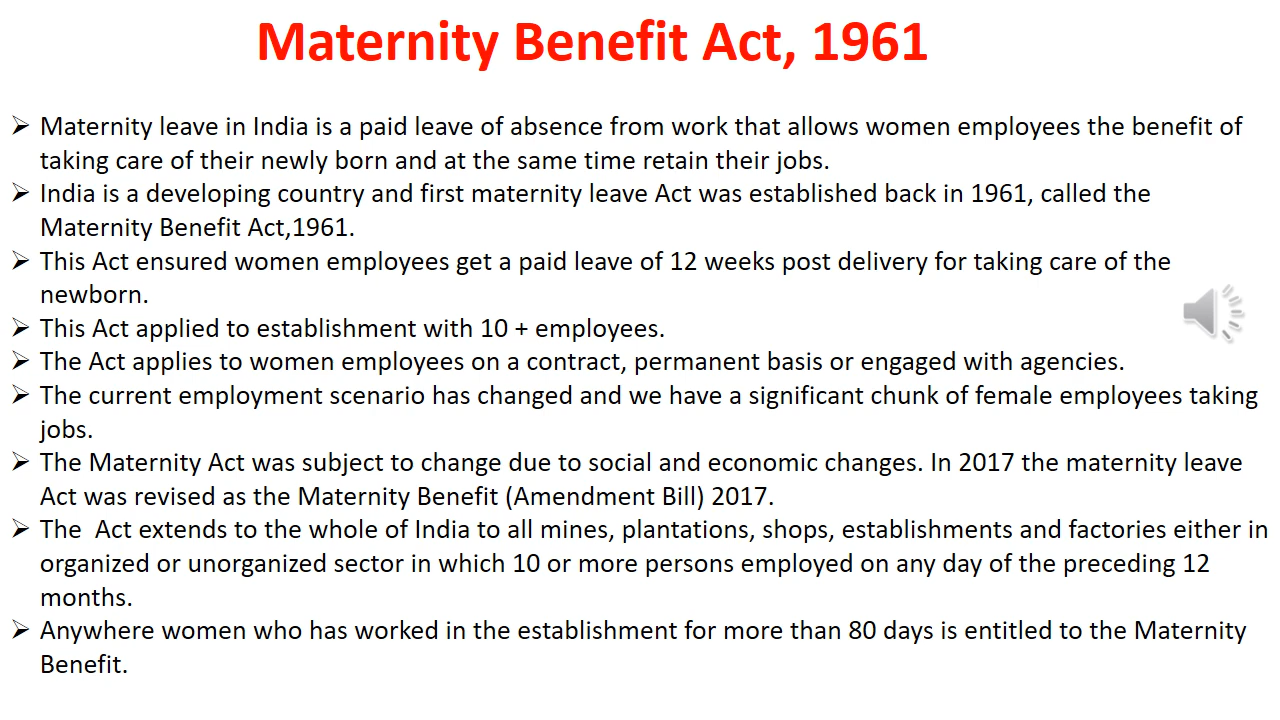 Maternity Benefit Act, 1961
➢ Maternity leave in India is a paid leave of absence from work that allows women employees the benefit of
taking care of their newly born and at the same time retain their jobs.
➢ India is a developing country and first maternity leave Act was established back in 1961, called the
Maternity Benefit Act,1961.
➢ This Act ensured women employees get a paid leave of 12 weeks post delivery for taking care of the
newborn.
➢ This Act applied to establishment with 10 + employees.
➢ The Act applies to women employees on a contract, permanent basis or engaged with agencies.
➢ The current employment scenario has changed and we have a significant chunk of female employees taking
jobs.
➢ The Maternity Act was subject to change due to social and economic changes. In 2017 the maternity leave
Act was revised as the Maternity Benefit (Amendment Bill) 2017.
➢ The  Act extends to the whole of India to all mines, plantations, shops, establishments and factories either in
organized or unorganized sector in which 10 or more persons employed on any day of the preceding 12
months.
➢ Anywhere women who has worked in the establishment for more than 80 days is entitled to the Maternity
Benefit.